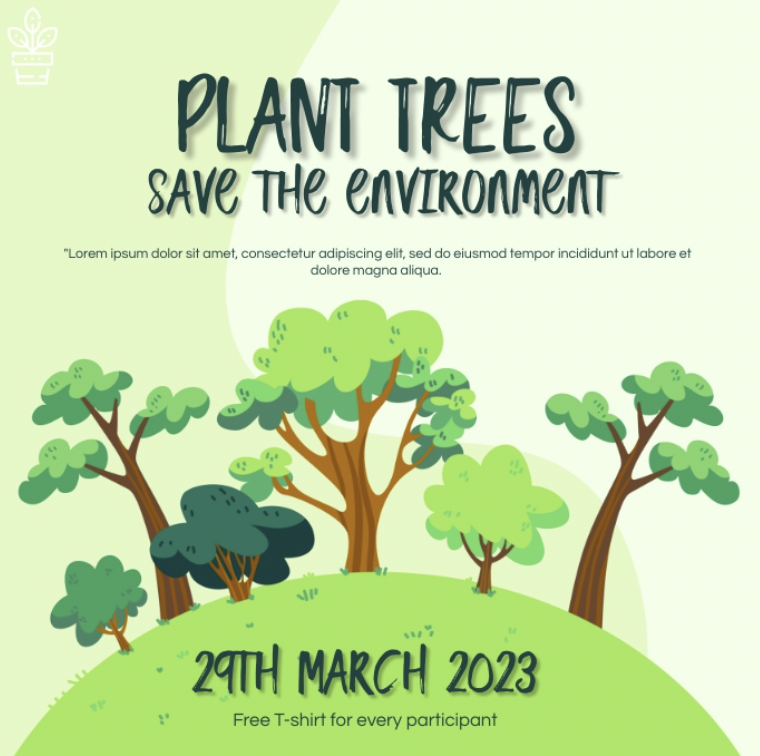 PLANT TREES
SAVE THE ENVIRONMENT
"Lorem ipsum dolor sit amet, consectetur adipiscing elit, sed do eiusmod tempor incididunt ut labore et
dolore magna aliqua.
29TH MARCH 2023
Free T-shirt for every participant